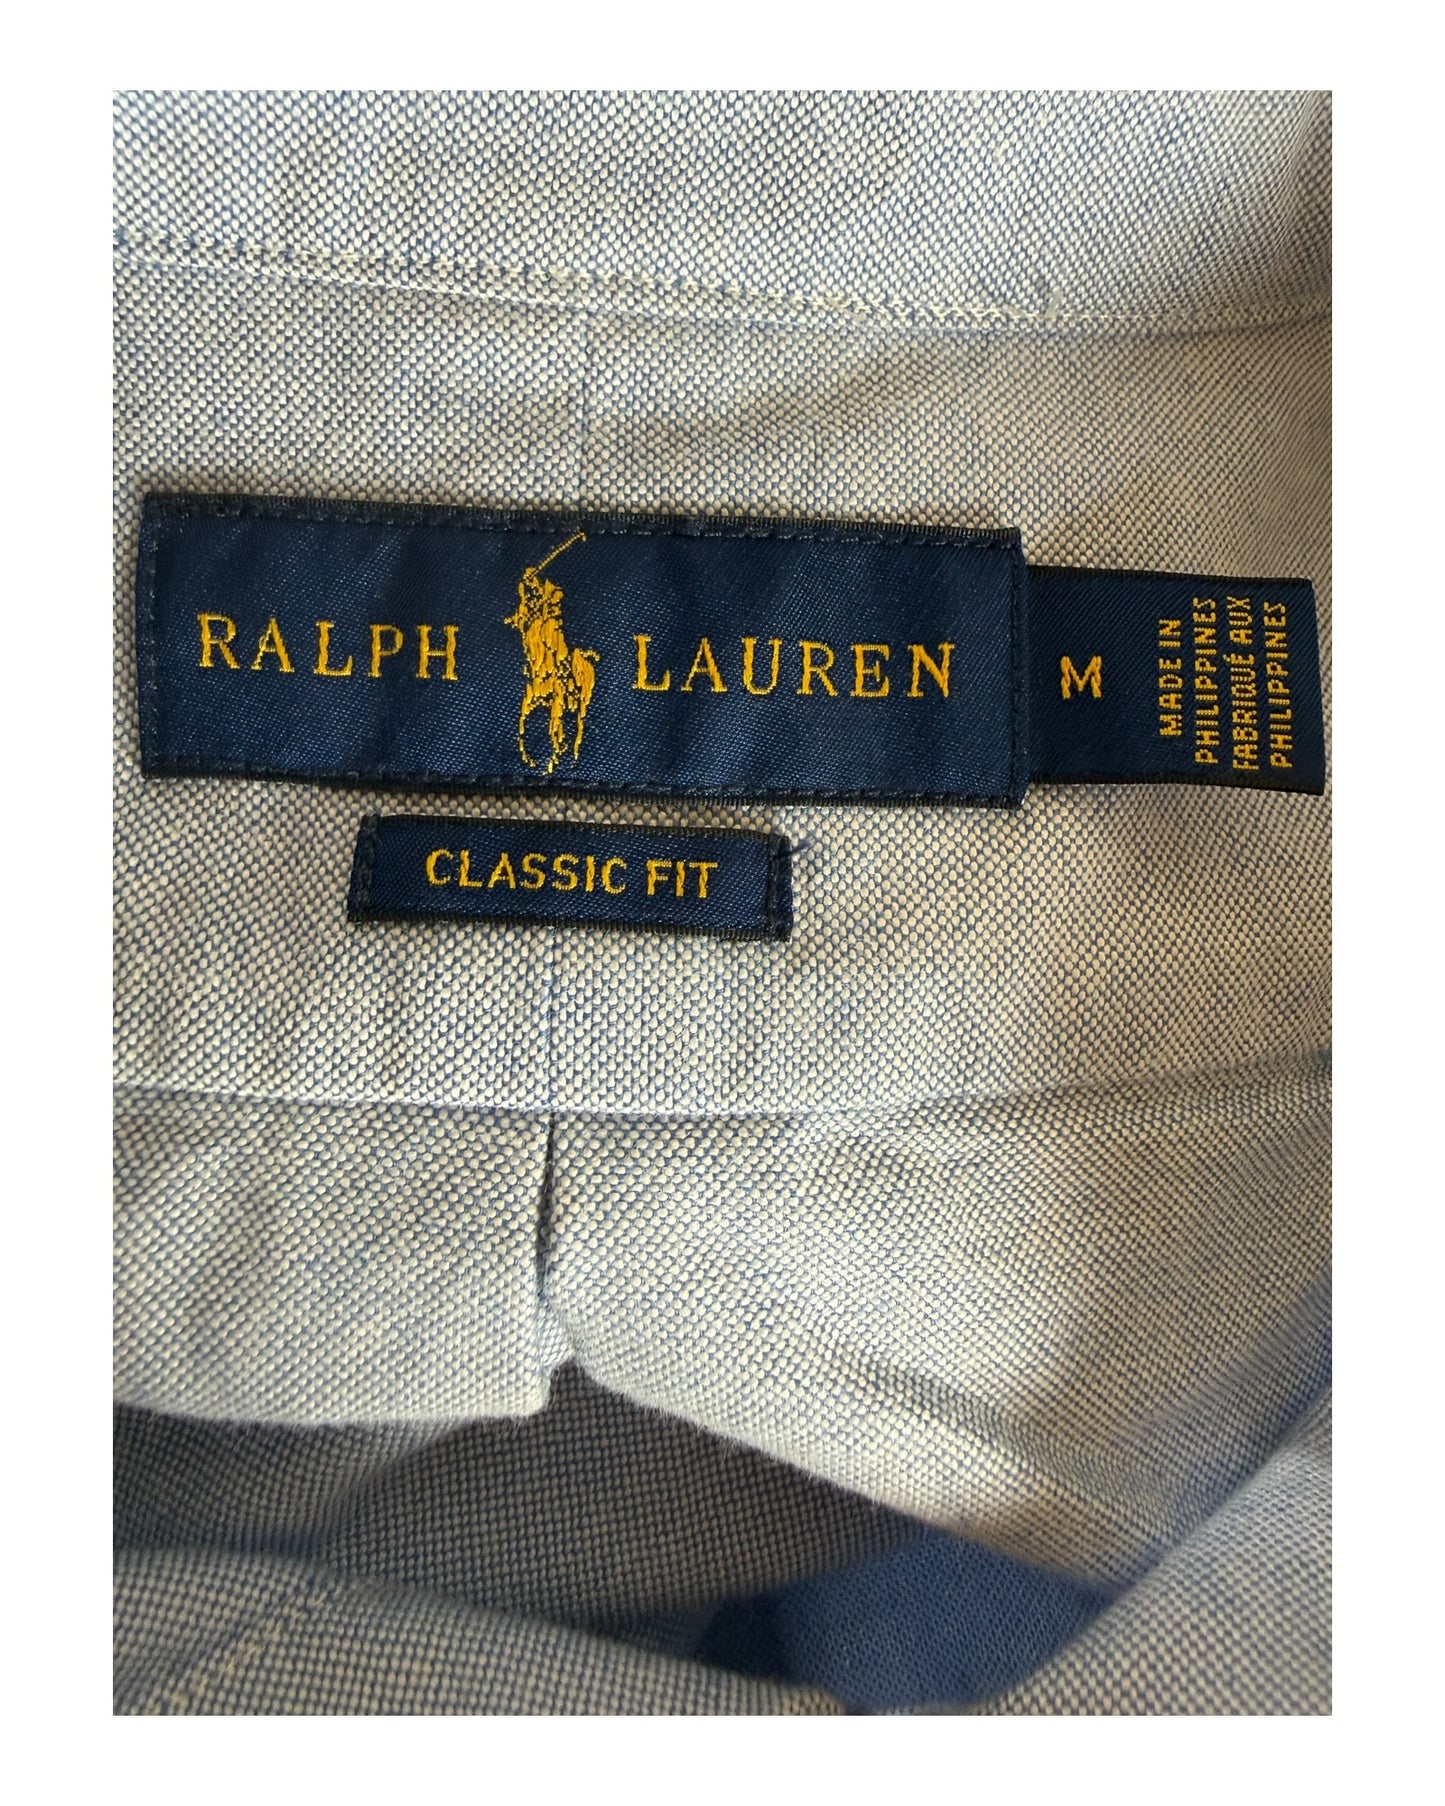 RALPH LAUREN
M
MADE IN
PHILIPPINES
FABRIQUÉ AUX
PHILIPPINES
CLASSIC FIT